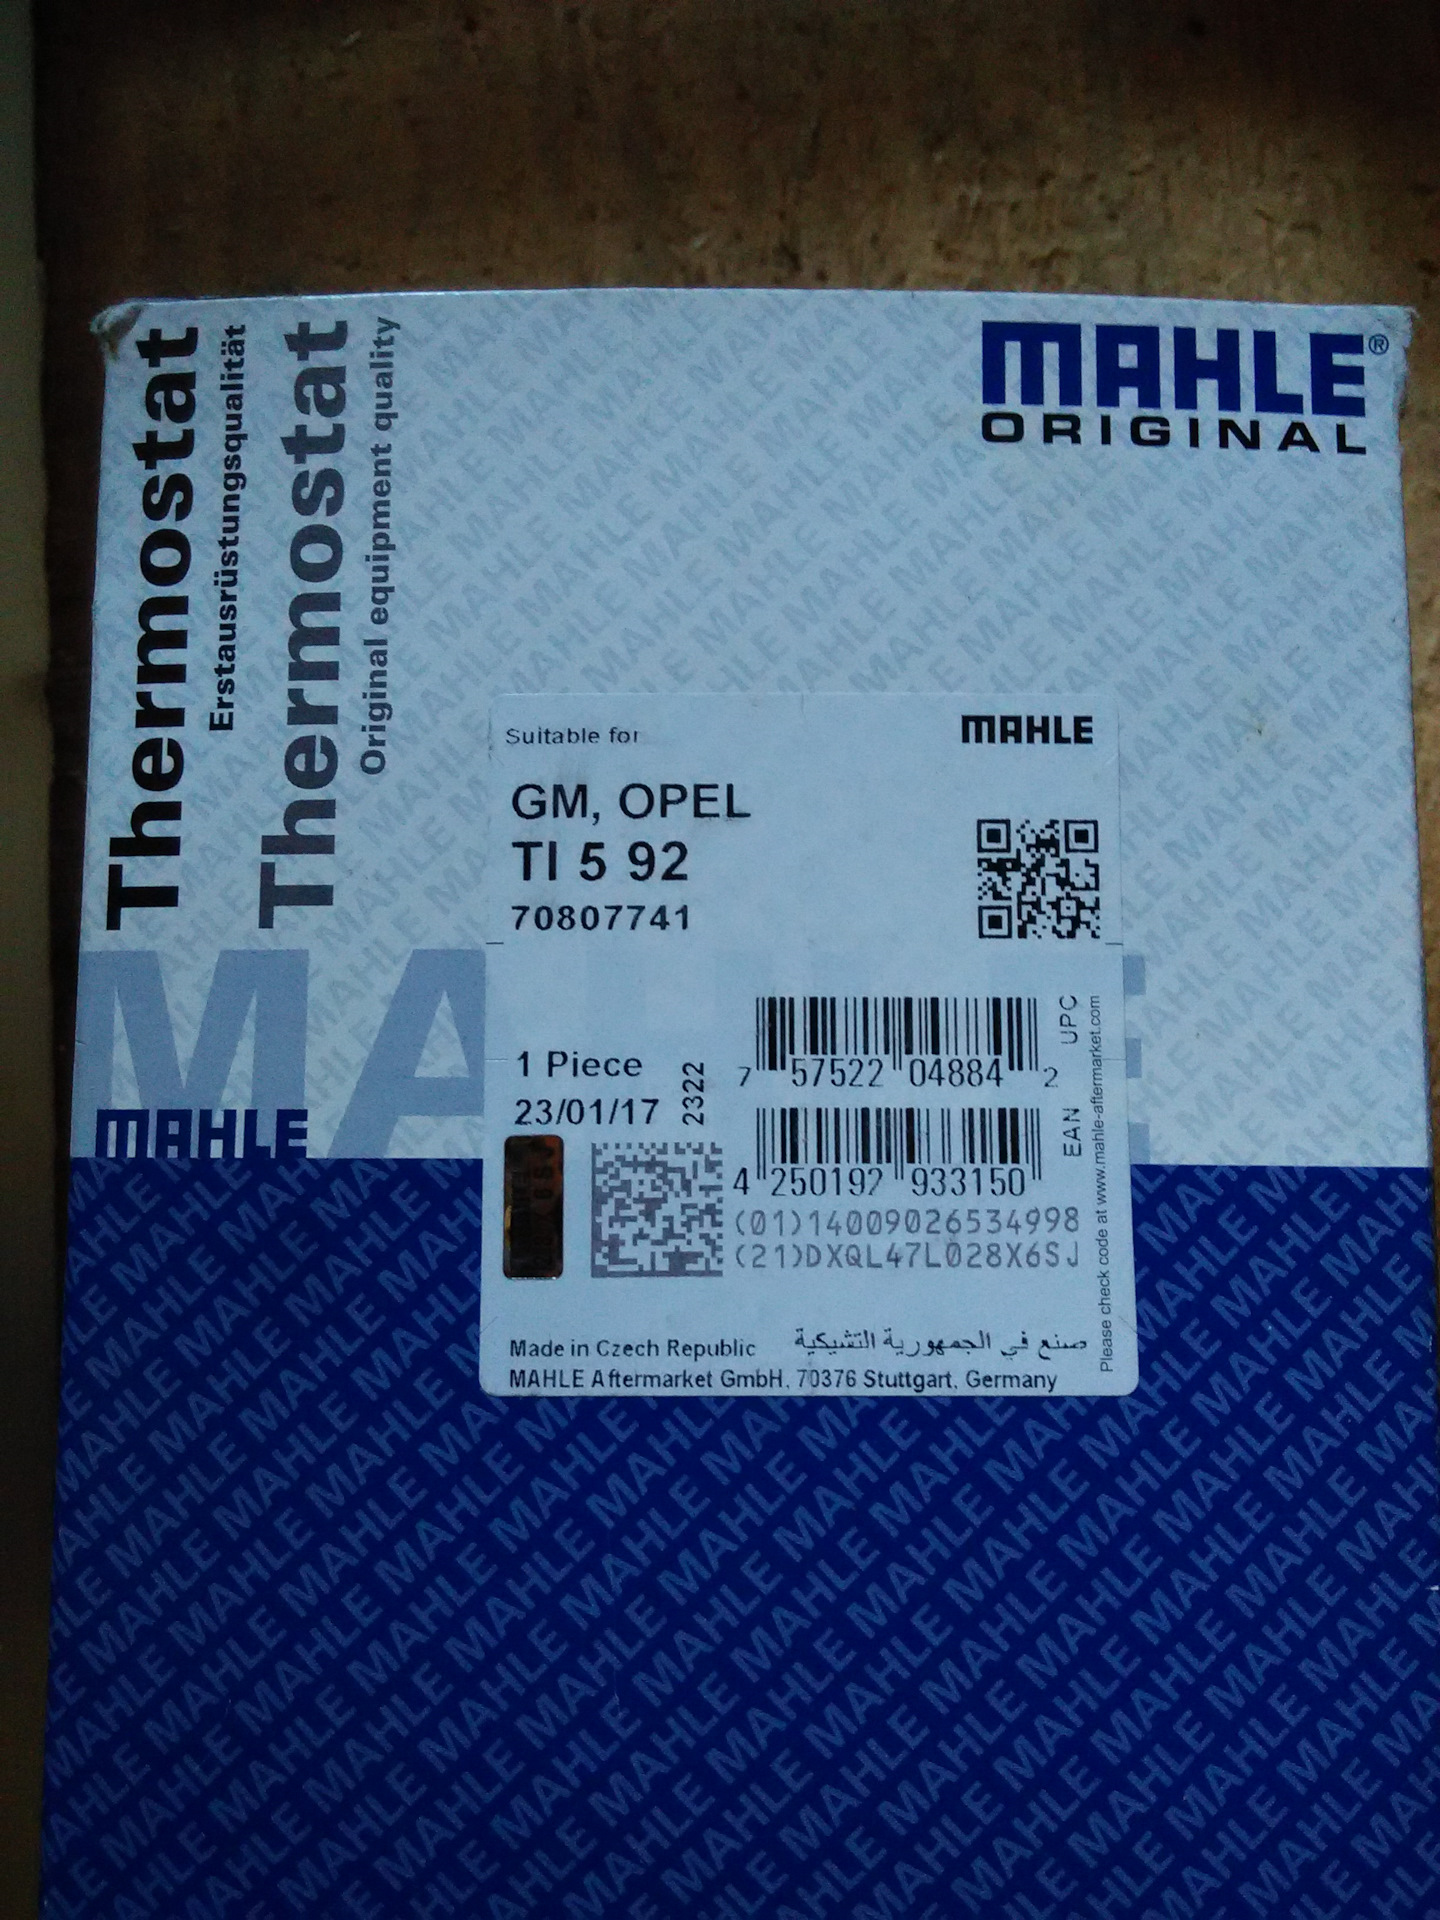 Thermostat
Erstausrüstungsqualität
Thermostat
Original equipment quality
MAHLE®
ORIGINAL
Suitable for
MAHLE
GM, OPEL
TI 5 92
70807741
1 Piece
23/01/17
2322
7 57522 04884 2
UPC
4 250192 933150
EAN
(01)14009026534998
(21)DXQL47L028X6SJ
Please check code at www.mahle-aftermarket.com
Made in Czech Republic صنع في الجمهورية التشيكية
MAHLE Aftermarket GmbH, 70376 Stuttgart, Germany
MAHLE